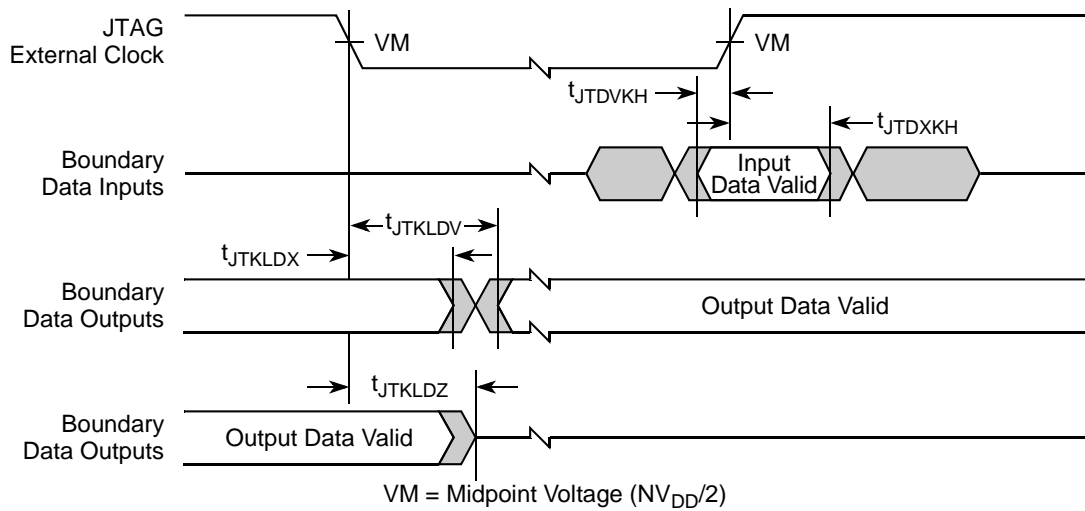 JTAG
External Clock
VM
VM
tJTDVKH
tJTDXKH
Boundary
Data Inputs
Input
Data Valid
tJTKLDV
tJTKLDX
Boundary
Data Outputs
Output Data Valid
tJTKLDZ
Boundary
Data Outputs
Output Data Valid
VM = Midpoint Voltage (NVDD/2)